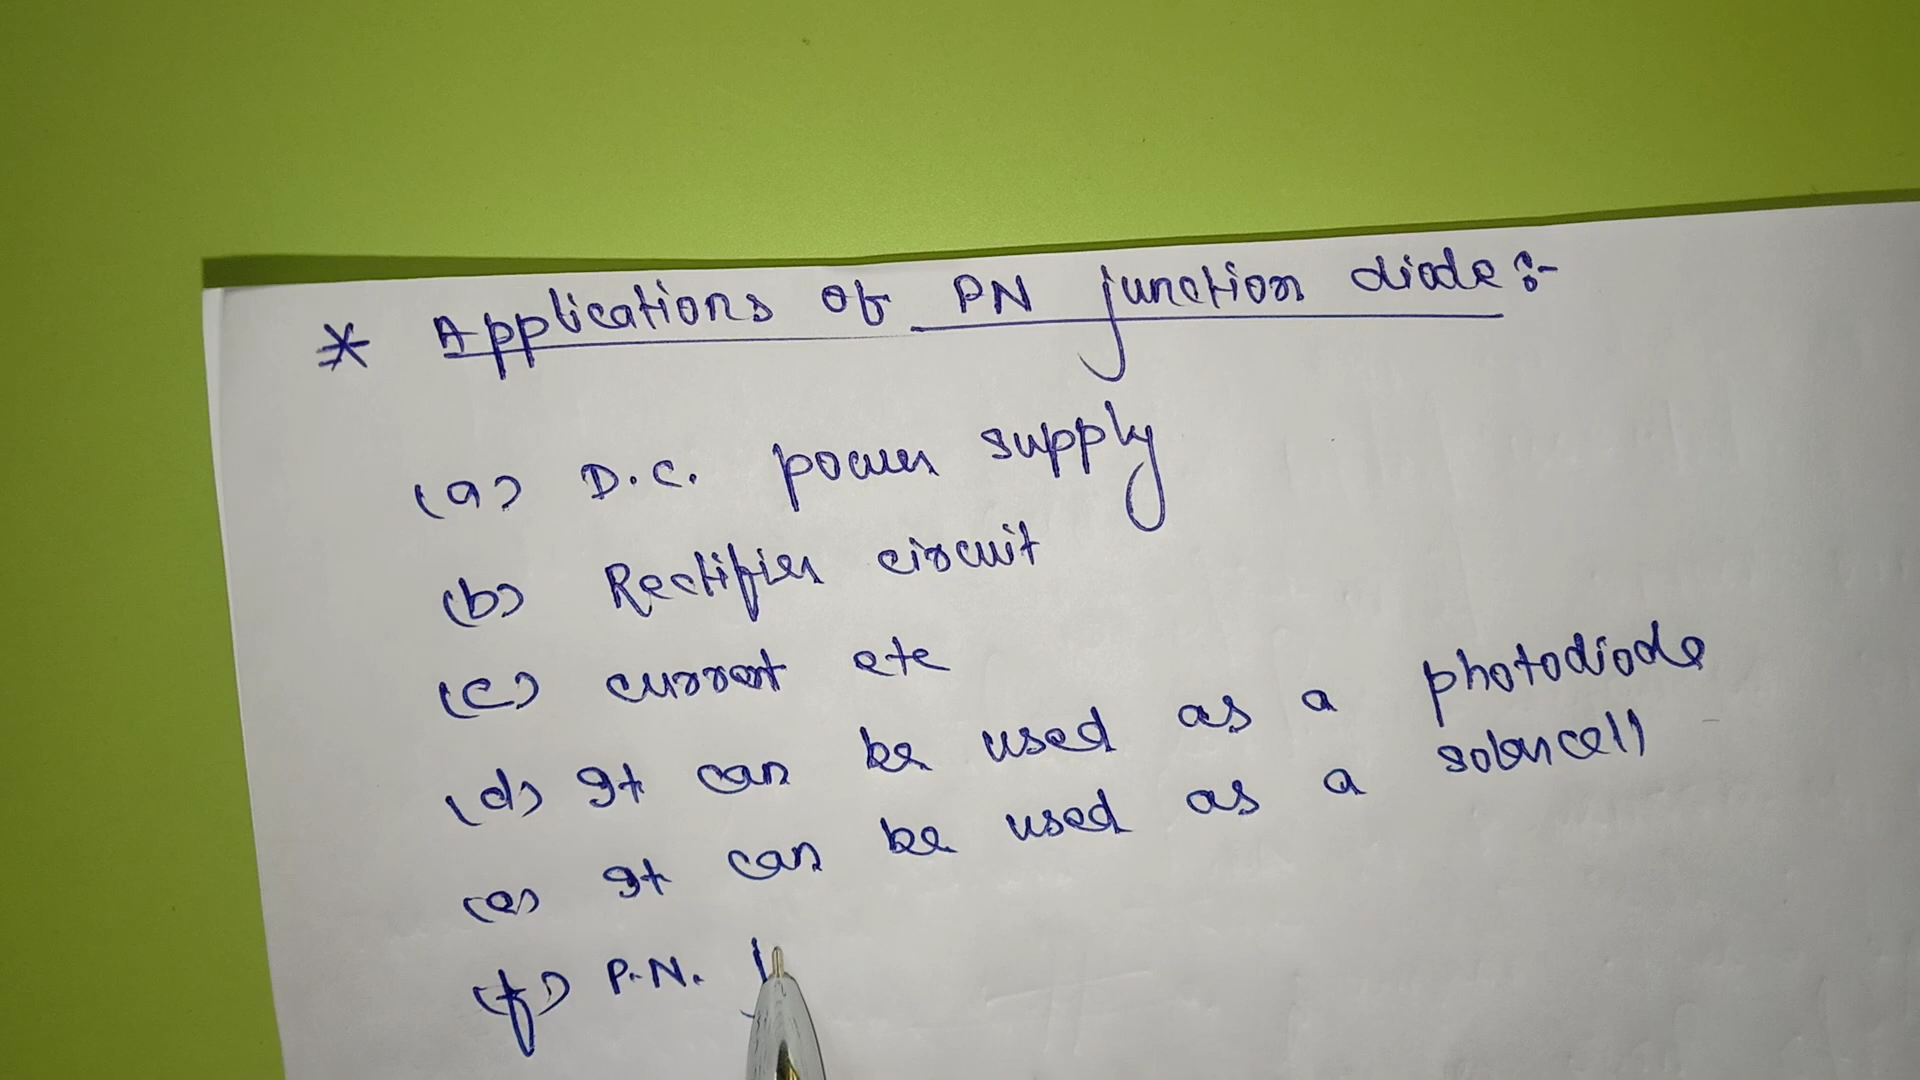 * Applications of PN junction diode :-
(a) D.C. power supply
(b) Rectifier circuit
(c) current etc
(d) It can be used as a photodiode
(e) It can be used as a solar cell
(f) P.N.